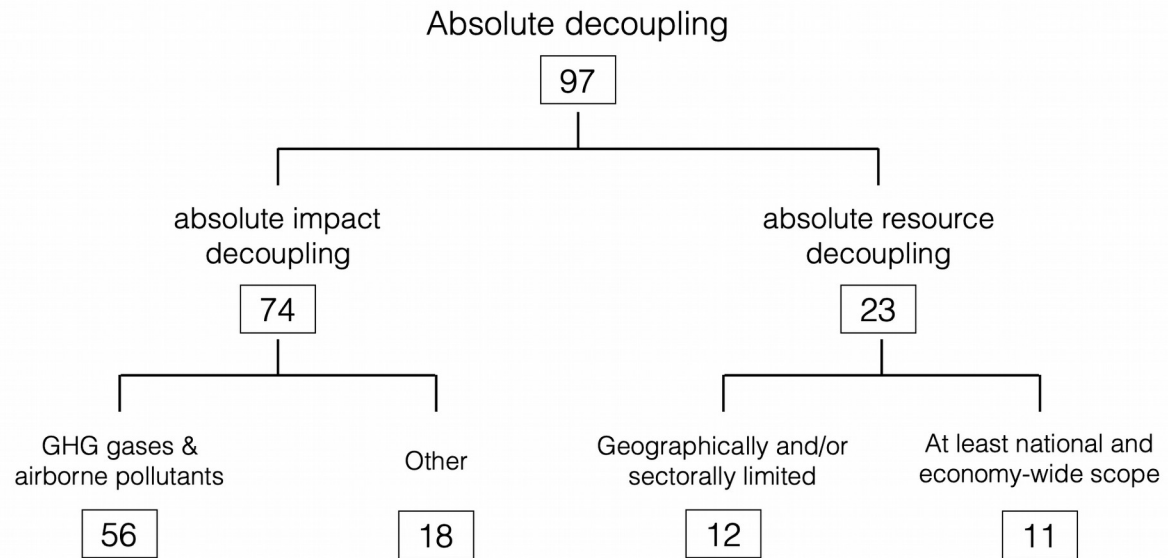 Absolute decoupling
97
absolute impact
decoupling
74
absolute resource
decoupling
23
GHG gases &
airborne pollutants
56
Other
18
Geographically and/or
sectorally limited
12
At least national and
economy-wide scope
11